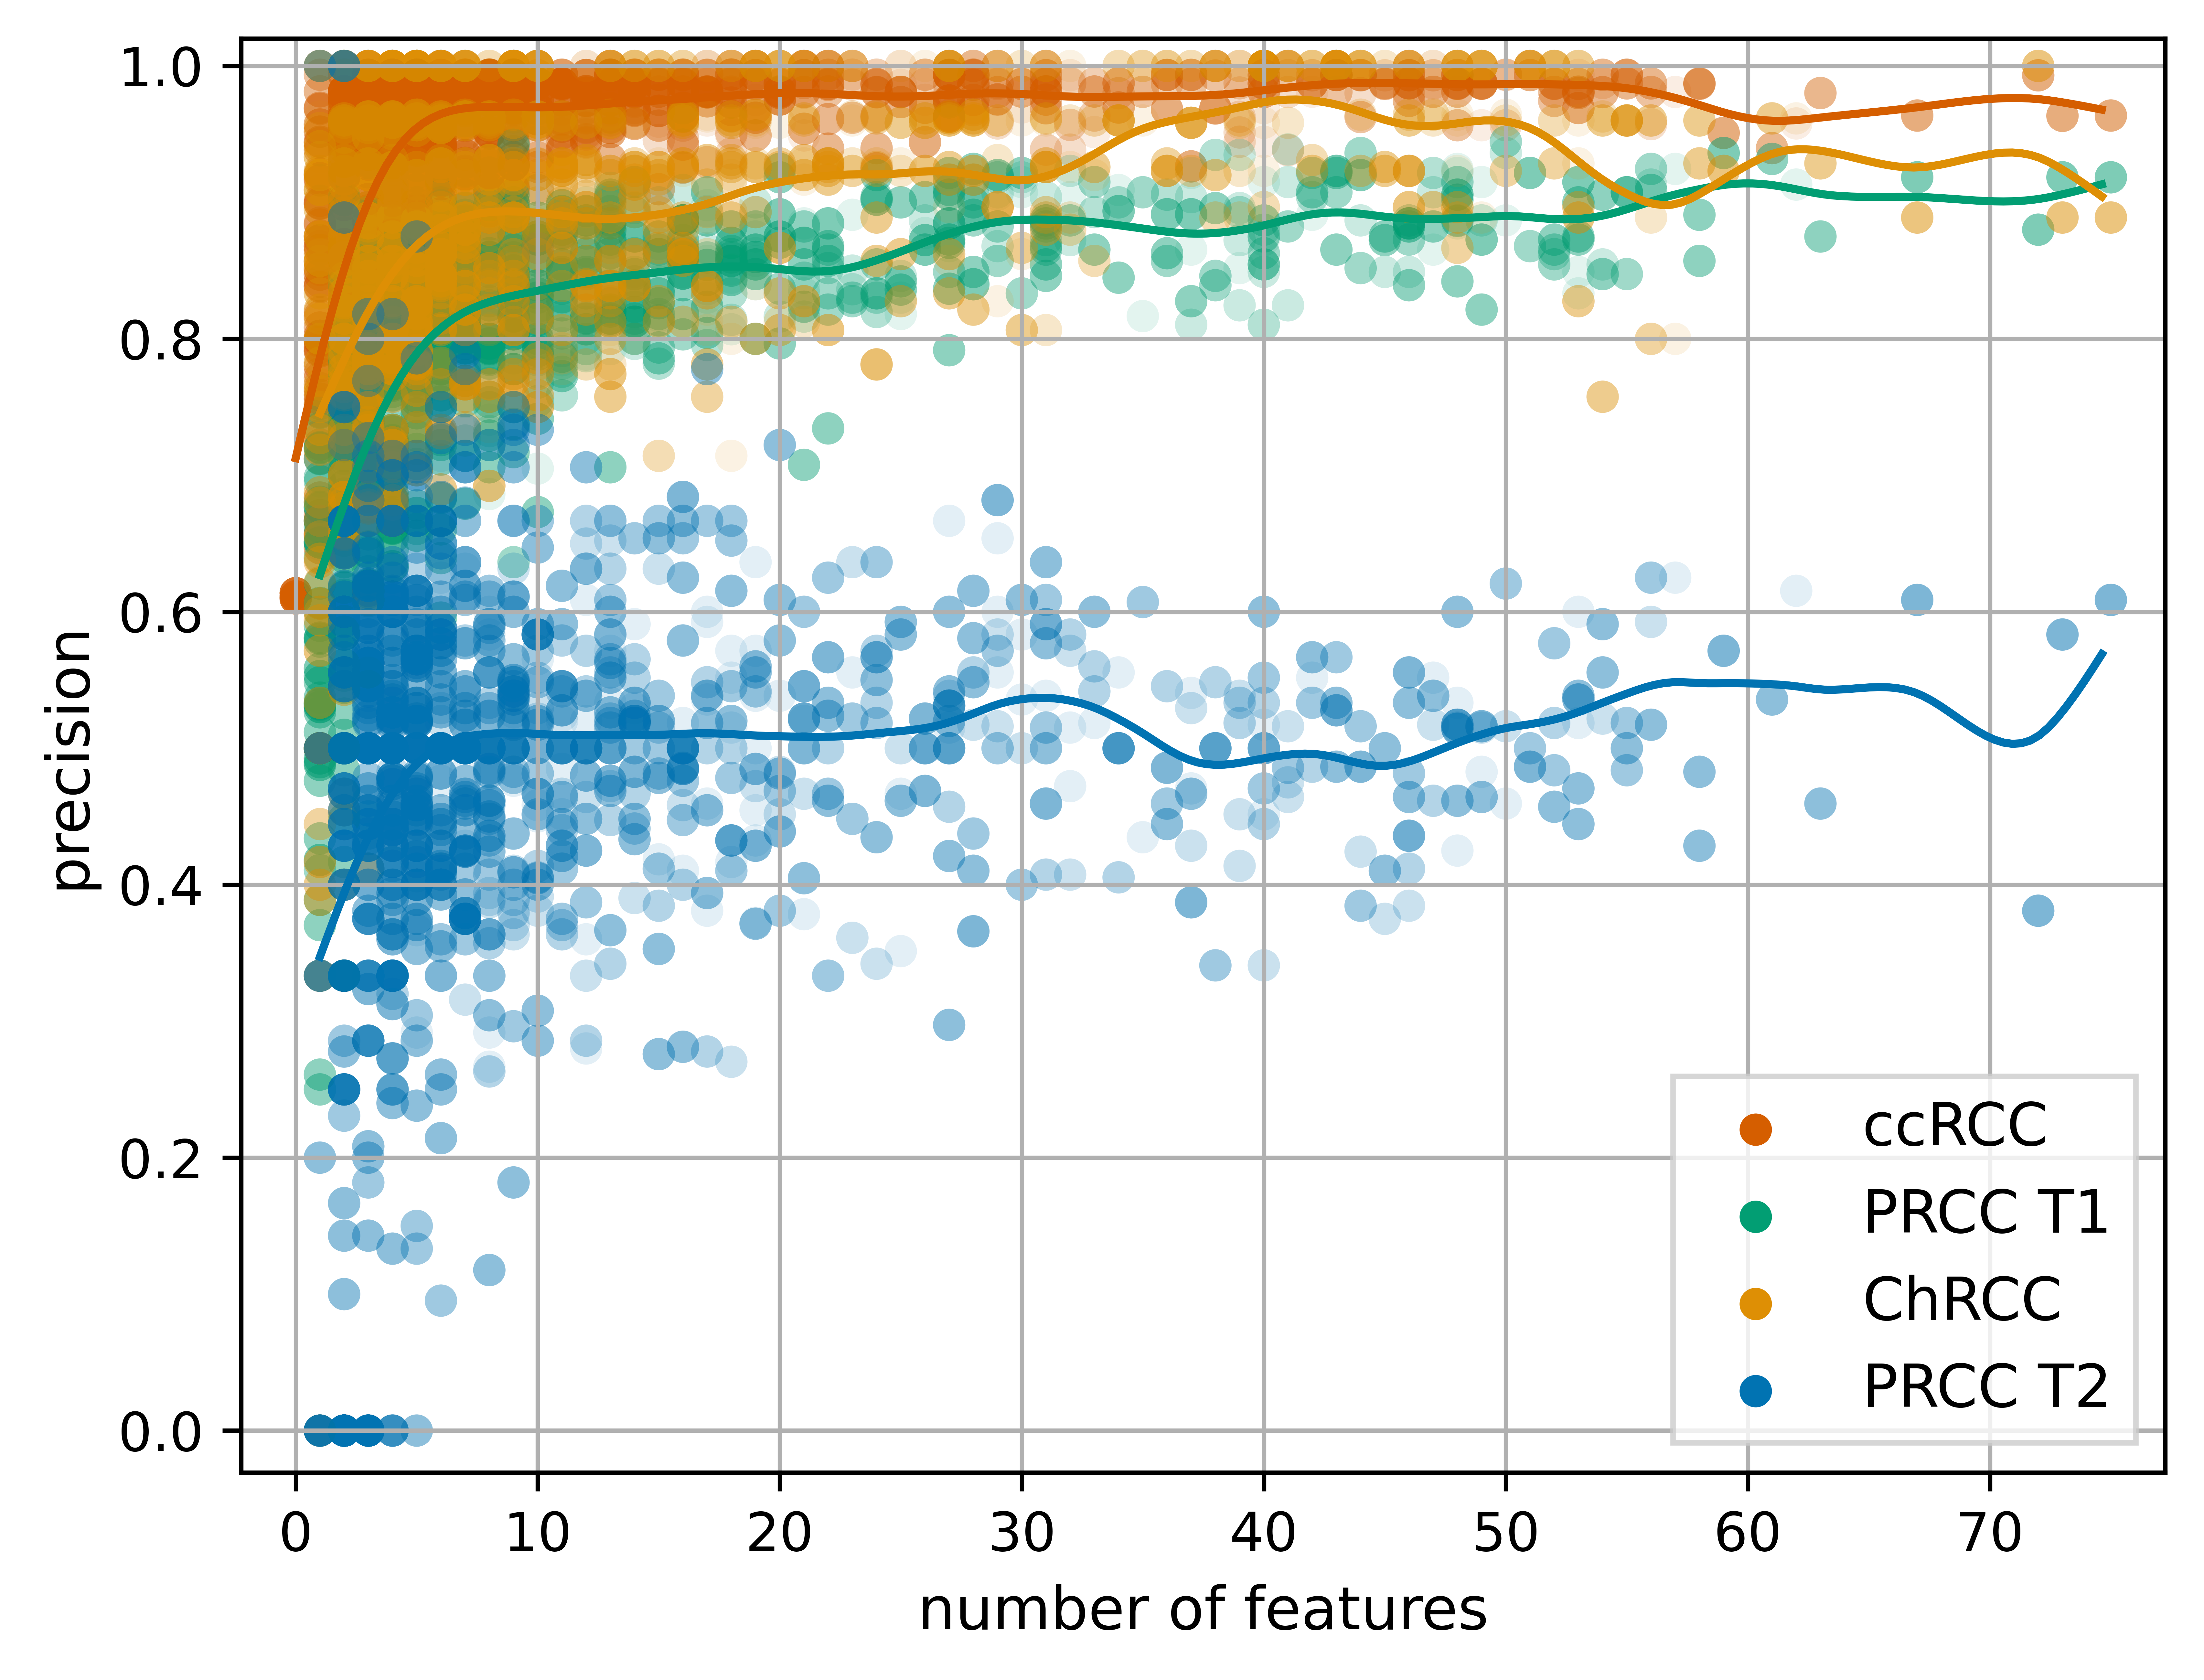 1.0
0.8
0.6
0.4
0.2
0.0
precision
0 10 20 30 40 50 60 70
number of features
ccRCC
PRCC T1
ChRCC
PRCC T2